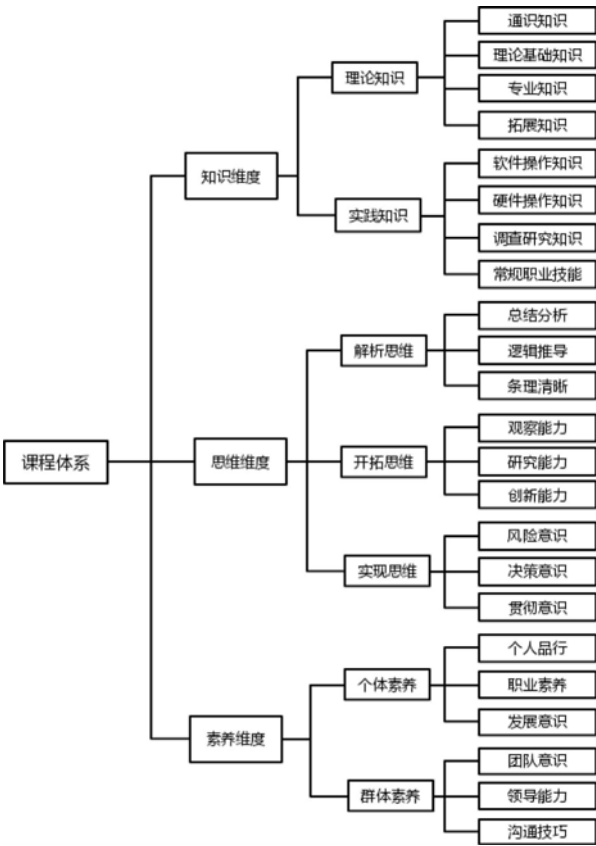 课程体系
知识维度
理论知识
通识知识
理论基础知识
专业知识
拓展知识
实践知识
软件操作知识
硬件操作知识
调查研究知识
常规职业技能
思维维度
解析思维
总结分析
逻辑推导
条理清晰
开拓思维
观察能力
研究能力
创新能力
实现思维
风险意识
决策意识
贯彻意识
素养维度
个体素养
个人品行
职业素养
发展意识
群体素养
团队意识
领导能力
沟通技巧